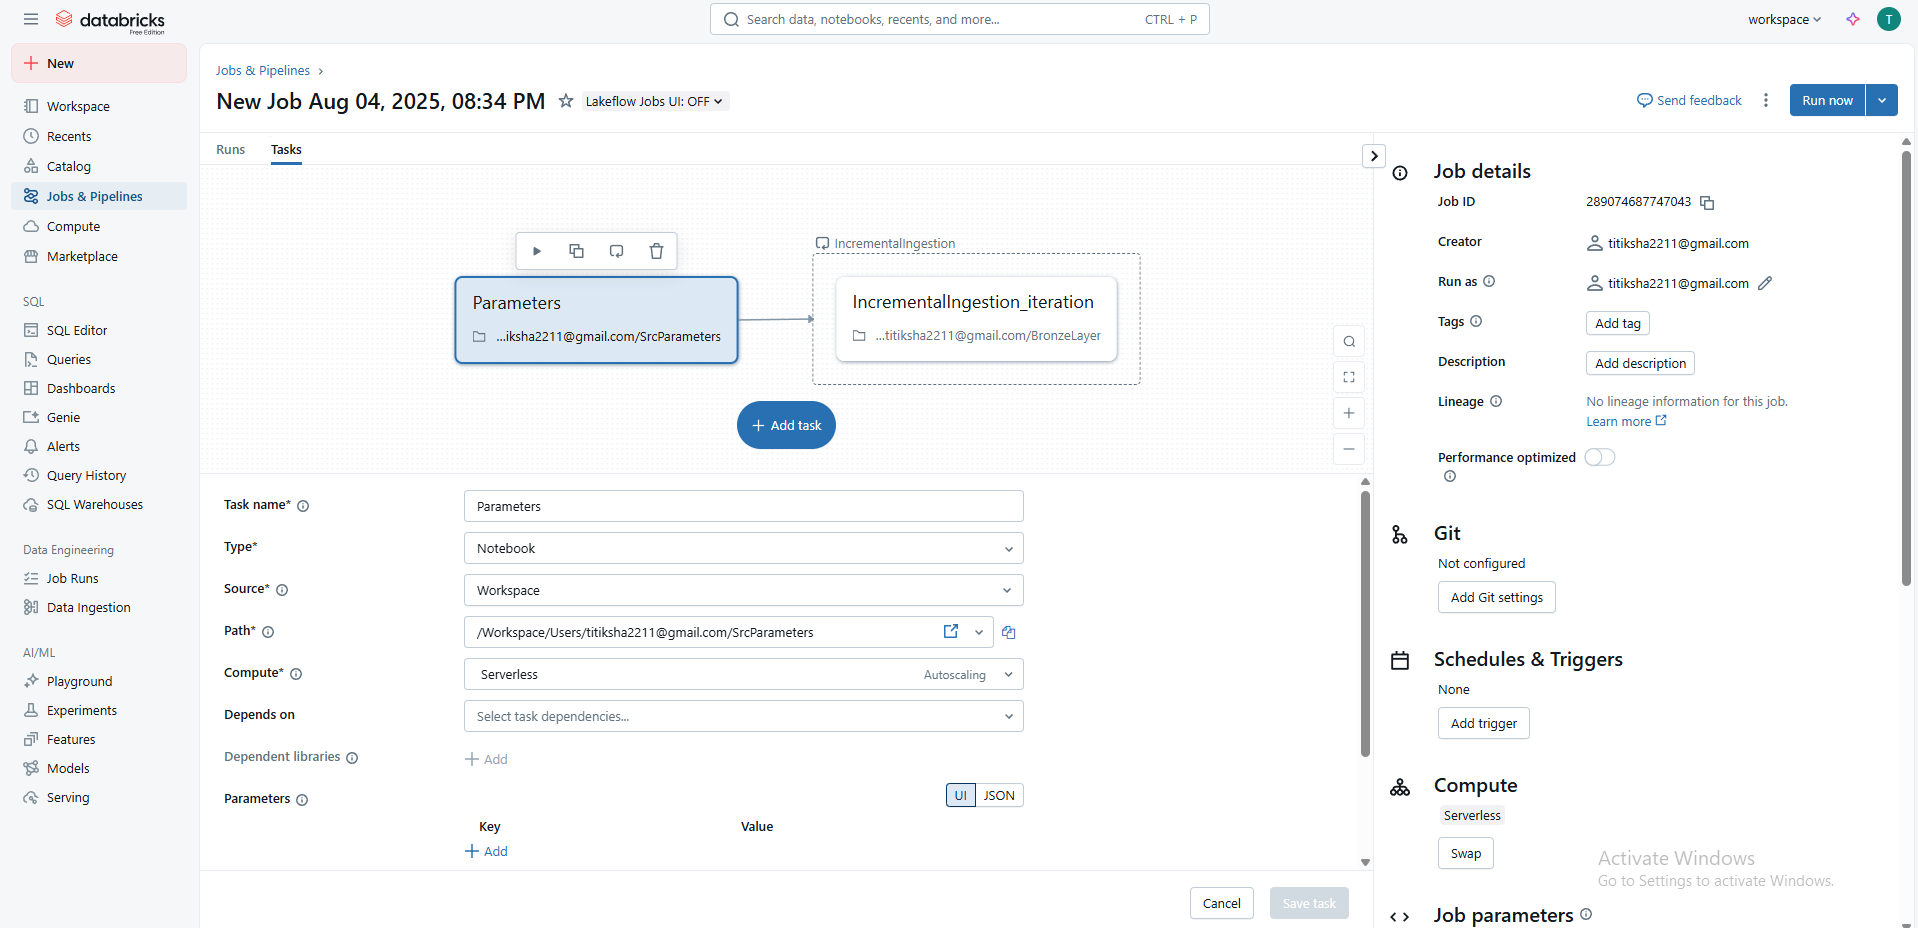 databricks
Free Edition
Search data, notebooks, recents, and more...
CTRL + P
workspace
T
New
Workspace
Recents
Catalog
Jobs & Pipelines
Compute
Marketplace
SQL
SQL Editor
Queries
Dashboards
Genie
Alerts
Query History
SQL Warehouses
Data Engineering
Job Runs
Data Ingestion
AI/ML
Playground
Experiments
Features
Models
Serving
Jobs & Pipelines
New Job Aug 04, 2025, 08:34 PM
Lakeflow Jobs UI: OFF
Send feedback
Run now
Runs
Tasks
Parameters
...iksha2211@gmail.com/SrcParameters
IncrementalIngestion
IncrementalIngestion_iteration
...titiksha2211@gmail.com/BronzeLayer
Add task
Task name*
Parameters
Type*
Notebook
Source*
Workspace
Path*
/Workspace/Users/titiksha2211@gmail.com/SrcParameters
Compute*
Serverless
Autoscaling
Depends on
Select task dependencies...
Dependent libraries
Add
Parameters
UI
JSON
Key
Value
Add
Cancel
Save task
Job details
Job ID
289074687747043
Creator
titiksha2211@gmail.com
Run as
titiksha2211@gmail.com
Tags
Add tag
Description
Add description
Lineage
No lineage information for this job.
Learn more
Performance optimized
Git
Not configured
Add Git settings
Schedules & Triggers
None
Add trigger
Compute
Serverless
Swap
Activate Windows
Go to Settings to activate Windows.
Job parameters